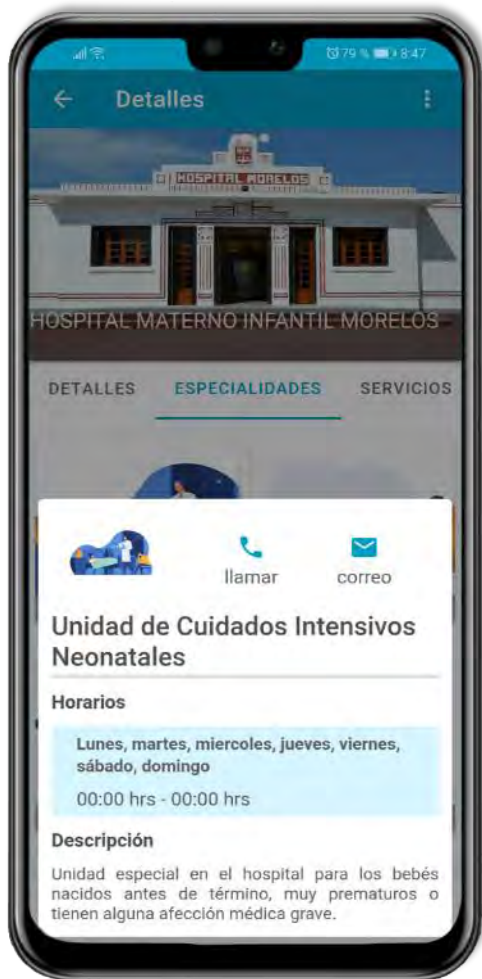 79 % 8:47
Detalles
HOSPITAL MORELOS
HOSPITAL MATERNO INFANTIL MORELOS
DETALLES ESPECIALIDADES SERVICIOS
llamar correo
Unidad de Cuidados Intensivos
Neonatales
Horarios
Lunes, martes, miercoles, jueves, viernes,
sábado, domingo
00:00 hrs - 00:00 hrs
Descripción
Unidad especial en el hospital para los bebés
nacidos antes de término, muy prematuros o
tienen alguna afección médica grave.